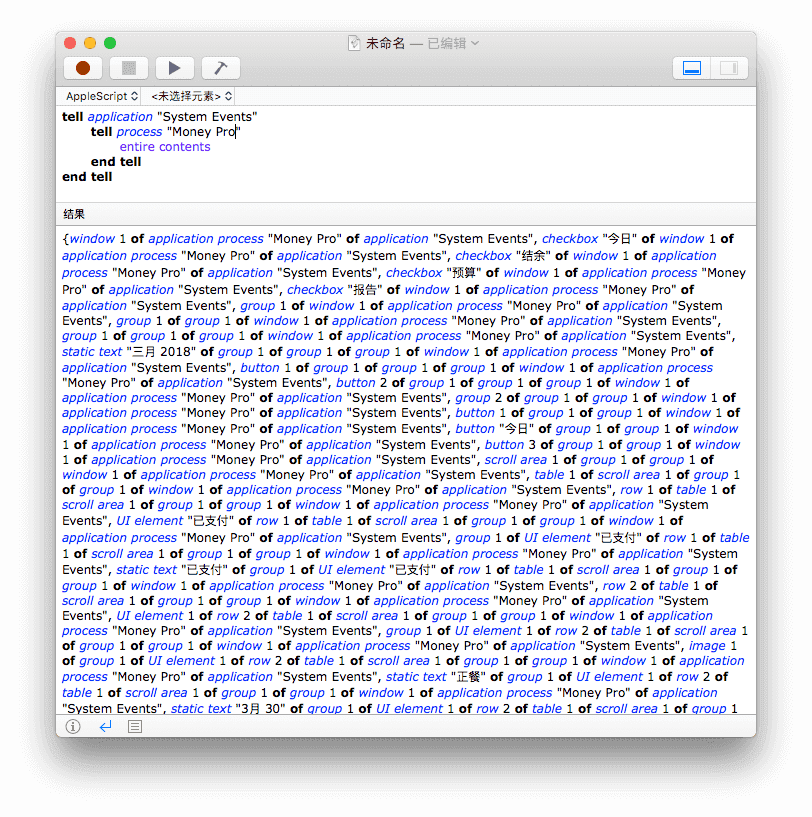 未命名 — 已编辑
AppleScript <未选择元素>
tell application "System Events"
tell process "Money Pro"
entire contents
end tell
end tell
结果
{window 1 of application process "Money Pro" of application "System Events", checkbox "今日" of window 1 of
application process "Money Pro" of application "System Events", checkbox "结余" of window 1 of application
process "Money Pro" of application "System Events", checkbox "预算" of window 1 of application process "Money
Pro" of application "System Events", checkbox "报告" of window 1 of application process "Money Pro" of
application "System Events", group 1 of window 1 of application process "Money Pro" of application "System
Events", group 1 of group 1 of window 1 of application process "Money Pro" of application "System Events",
group 1 of group 1 of group 1 of window 1 of application process "Money Pro" of application "System Events",
static text "三月 2018" of group 1 of group 1 of group 1 of window 1 of application process "Money Pro" of
application "System Events", button 1 of group 1 of group 1 of group 1 of window 1 of application process
"Money Pro" of application "System Events", button 2 of group 1 of group 1 of group 1 of window 1 of
application process "Money Pro" of application "System Events", group 2 of group 1 of group 1 of window 1 of
application process "Money Pro" of application "System Events", button 1 of group 1 of group 1 of window 1 of
application process "Money Pro" of application "System Events", button "今日" of group 1 of group 1 of window
1 of application process "Money Pro" of application "System Events", button 3 of group 1 of group 1 of window
1 of application process "Money Pro" of application "System Events", scroll area 1 of group 1 of group 1 of
window 1 of application process "Money Pro" of application "System Events", table 1 of scroll area 1 of group 1
of group 1 of window 1 of application process "Money Pro" of application "System Events", row 1 of table 1 of
scroll area 1 of group 1 of group 1 of window 1 of application process "Money Pro" of application "System
Events", UI element "已支付" of row 1 of table 1 of scroll area 1 of group 1 of group 1 of window 1 of
application process "Money Pro" of application "System Events", group 1 of UI element "已支付" of row 1 of table
1 of scroll area 1 of group 1 of group 1 of window 1 of application process "Money Pro" of application "System
Events", static text "已支付" of group 1 of UI element "已支付" of row 1 of table 1 of scroll area 1 of group 1 of
group 1 of window 1 of application process "Money Pro" of application "System Events", row 2 of table 1 of
scroll area 1 of group 1 of group 1 of window 1 of application process "Money Pro" of application "System
Events", UI element 1 of row 2 of table 1 of scroll area 1 of group 1 of group 1 of window 1 of application
process "Money Pro" of application "System Events", group 1 of UI element 1 of row 2 of table 1 of scroll area 1
of group 1 of group 1 of window 1 of application process "Money Pro" of application "System Events", image 1
of group 1 of UI element 1 of row 2 of table 1 of scroll area 1 of group 1 of group 1 of window 1 of application
process "Money Pro" of application "System Events", static text "正餐" of group 1 of UI element 1 of row 2 of
table 1 of scroll area 1 of group 1 of group 1 of window 1 of application process "Money Pro" of application
"System Events", static text "3月 30" of group 1 of UI element 1 of row 2 of table 1 of scroll area 1 of group 1